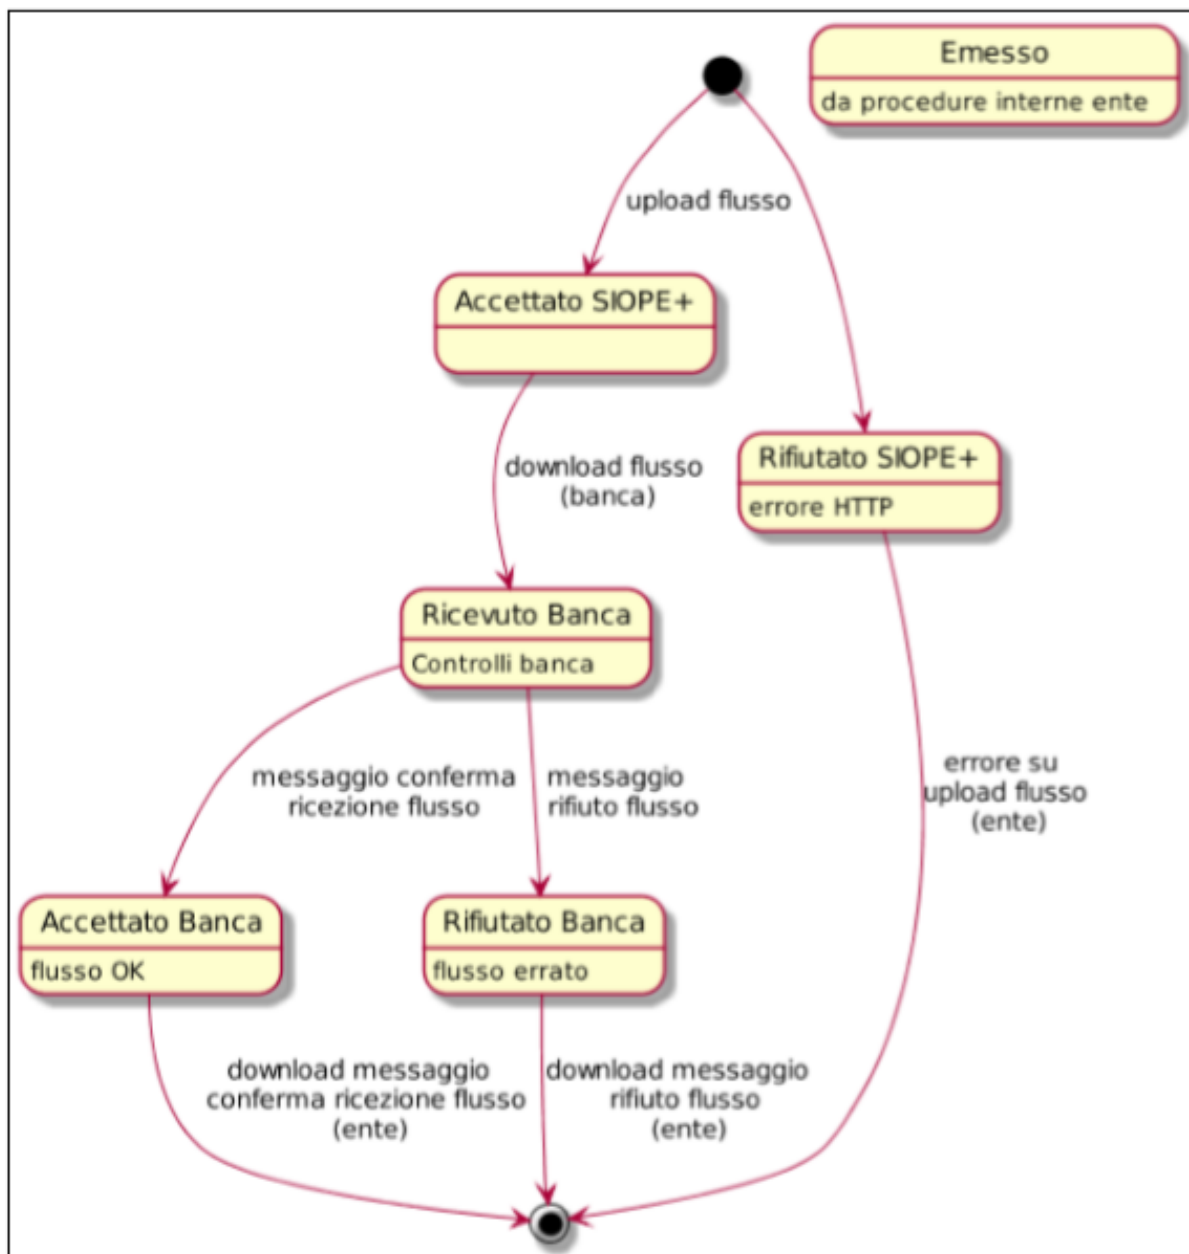 Emesso
da procedure interne ente
upload flusso
Accettato SIOPE+
download flusso
(banca)
Rifiutato SIOPE+
errore HTTP
Ricevuto Banca
Controlli banca
messaggio conferma
ricezione flusso
messaggio
rifiuto flusso
errore su
upload flusso
(ente)
Accettato Banca
flusso OK
Rifiutato Banca
flusso errato
download messaggio
conferma ricezione flusso
(ente)
download messaggio
rifiuto flusso
(ente)